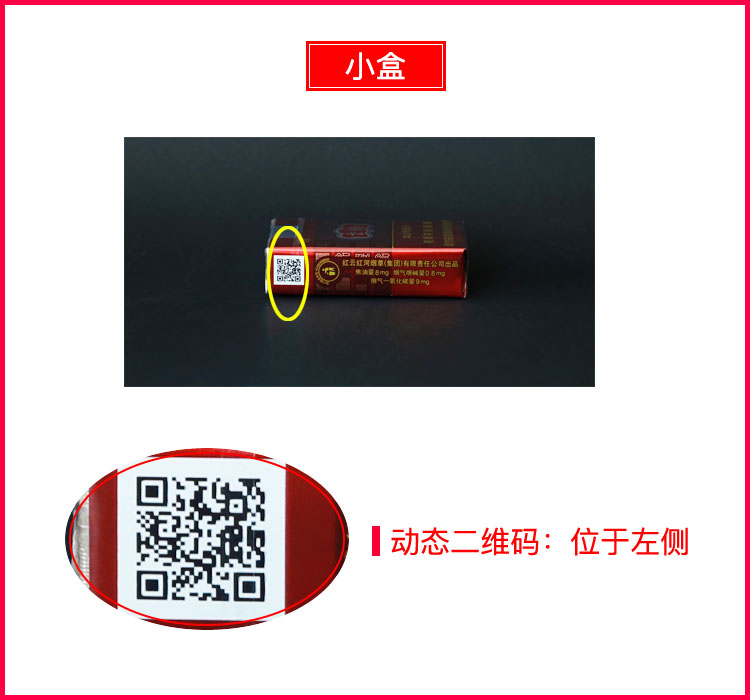 小盒
红云红河烟草(集团)有限责任公司出品
焦油量8mg 烟气烟碱量0.8mg
烟气一氧化碳量9mg
动态二维码：位于左侧